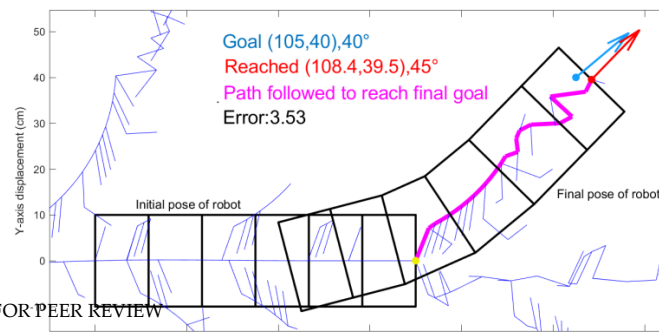 50
40
30
20
10
0
-10
Y-axis displacement (cm)
Goal (105,40),40°
Reached (108.4,39.5),45°
Path followed to reach final goal
Error:3.53
Initial pose of robot
Final pose of robot
FOR PEER REVIEW